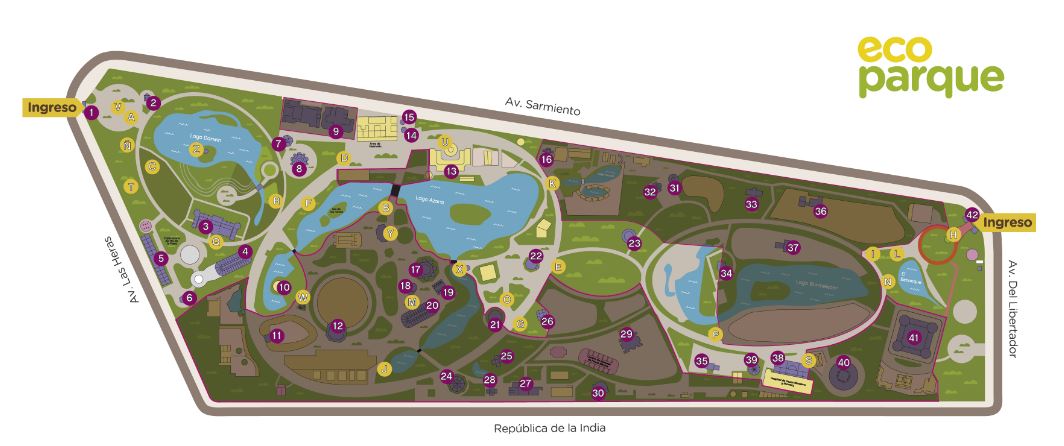 eco
parque
Av. Sarmiento
Ingreso
1
2
V
A
Lago Darwin
Z
Ñ
C
T
B
3
Q
4
5
6
7
8
9
D
15
14
U
13
F
Lago Azara
S
Y
10
W
11
12
17
18
M
19
20
X
J
16
K
22
E
O
G
21
26
23
32
31
33
36
37
34
P
35
39
38
S
40
41
I
L
N
H
42
Ingreso
24
25
28
27
29
30
Av. Las Heras
República de la India
Av. Del Libertador